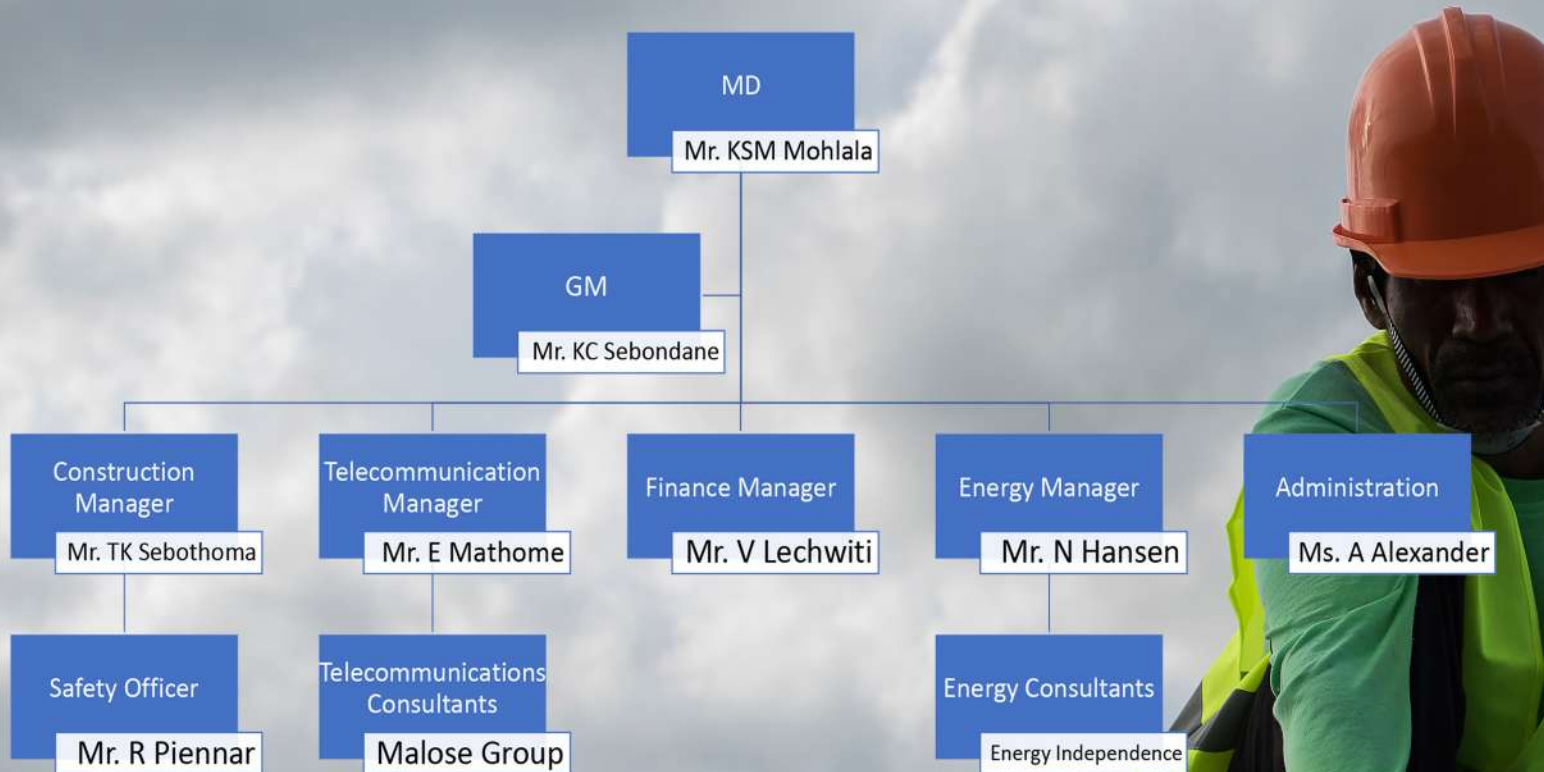 MD
Mr. KSM Mohlala
GM
Mr. KC Sebondane
Construction
Manager
Mr. TK Sebothoma
Telecommunication
Manager
Mr. E Mathome
Finance Manager
Mr. V Lechwiti
Energy Manager
Mr. N Hansen
Administration
Ms. A Alexander
Safety Officer
Mr. R Piennar
Telecommunications
Consultants
Malose Group
Energy Consultants
Energy Independence